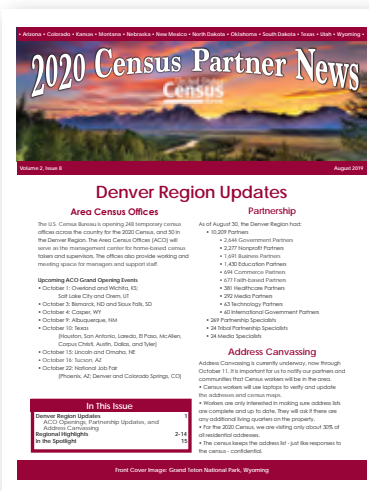 • Arizona • Colorado • Kansas • Montana • Nebraska • New Mexico • North Dakota • Oklahoma • South Dakota • Texas • Utah • Wyoming •
2020 Census Partner News
Census
Volume 2, Issue 8
August 2019
Denver Region Updates
Area Census Offices
The U.S. Census Bureau is opening 248 temporary census
offices across the country for the 2020 Census, and 50 in
the Denver Region. The Area Census Offices (ACO) will
serve as the management center for home-based census
takers and supervisors. The offices also provide working and
meeting space for managers and support staff.
Upcoming ACO Grand Opening Events
• October 1: Overland and Wichita, KS;
Salt Lake City and Orem, UT
• October 3: Bismarck, ND and Sioux Falls, SD
• October 4: Casper, WY
• October 9: Albuquerque, NM
• October 10: Texas
(Houston, San Antonio, Laredo, El Paso, McAllen,
Corpus Christi, Austin, Dallas, and Tyler)
• October 15: Lincoln and Omaha, NE
• October 16: Tucson, AZ
• October 22: National Job Fair
(Phoenix, AZ; Denver and Colorado Springs, CO)
In This Issue
Denver Region Updates 1
ACO Openings, Partnership Updates, and
Address Canvassing
Regional Highlights 2-14
In the Spotlight 15
Partnership
As of August 30, the Denver Region had:
• 10,209 Partners
• 2,644 Government Partners
• 2,277 Nonprofit Partners
• 1,691 Business Partners
• 1,430 Education Partners
• 694 Commerce Partners
• 677 Faith-based Partners
• 381 Healthcare Partners
• 292 Media Partners
• 63 Technology Partners
• 60 International Government Partners
• 269 Partnership Specialists
• 24 Tribal Partnership Specialists
• 24 Media Specialists
Address Canvassing
Address Canvassing is currently underway, now through
October 11. It is important for us to notify our partners and
communities that Census workers will be in the area.
• Census workers will use laptops to verify and update
the addresses and census maps.
• Workers are only interested in making sure address lists
are complete and up to date. They will ask if there are
any additional living quarters on the property.
• For the 2020 Census, we are visiting only about 30% of
all residential addresses.
• The census keeps the address list - just like responses to
the census - confidential.
Front Cover Image: Grand Teton National Park, Wyoming